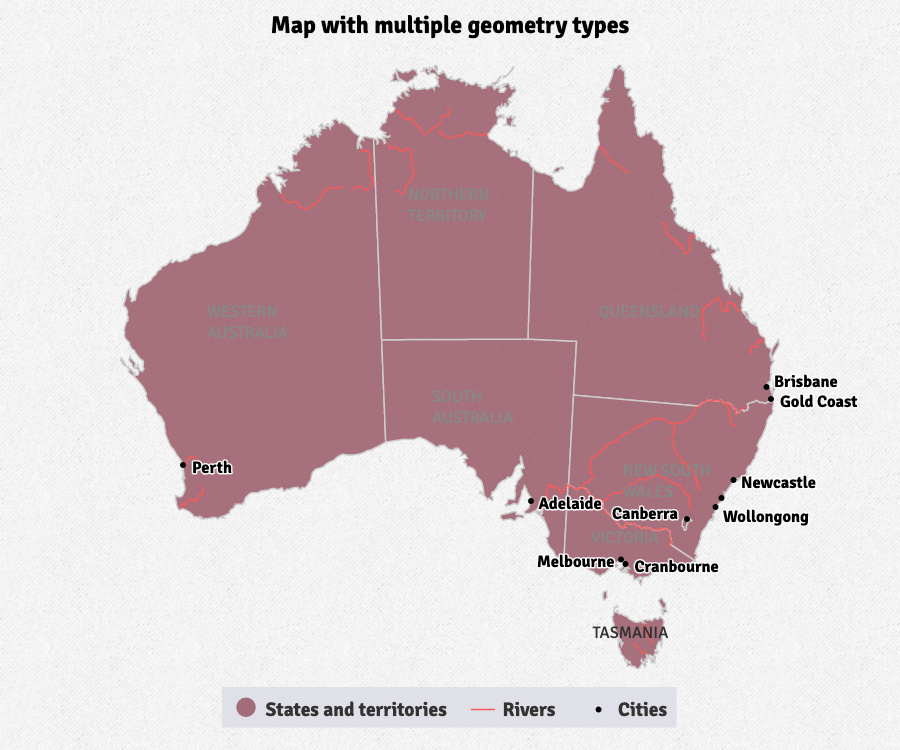 Map with multiple geometry types
NORTHERN
TERRITORY
WESTERN
AUSTRALIA
QUEENSLAND
SOUTH
AUSTRALIA
Brisbane
Gold Coast
Perth
NEW SOUTH
WALES
Newcastle
Adelaide
Canberra
Wollongong
VICTORIA
Melbourne
Cranbourne
TASMANIA
States and territories
Rivers
Cities